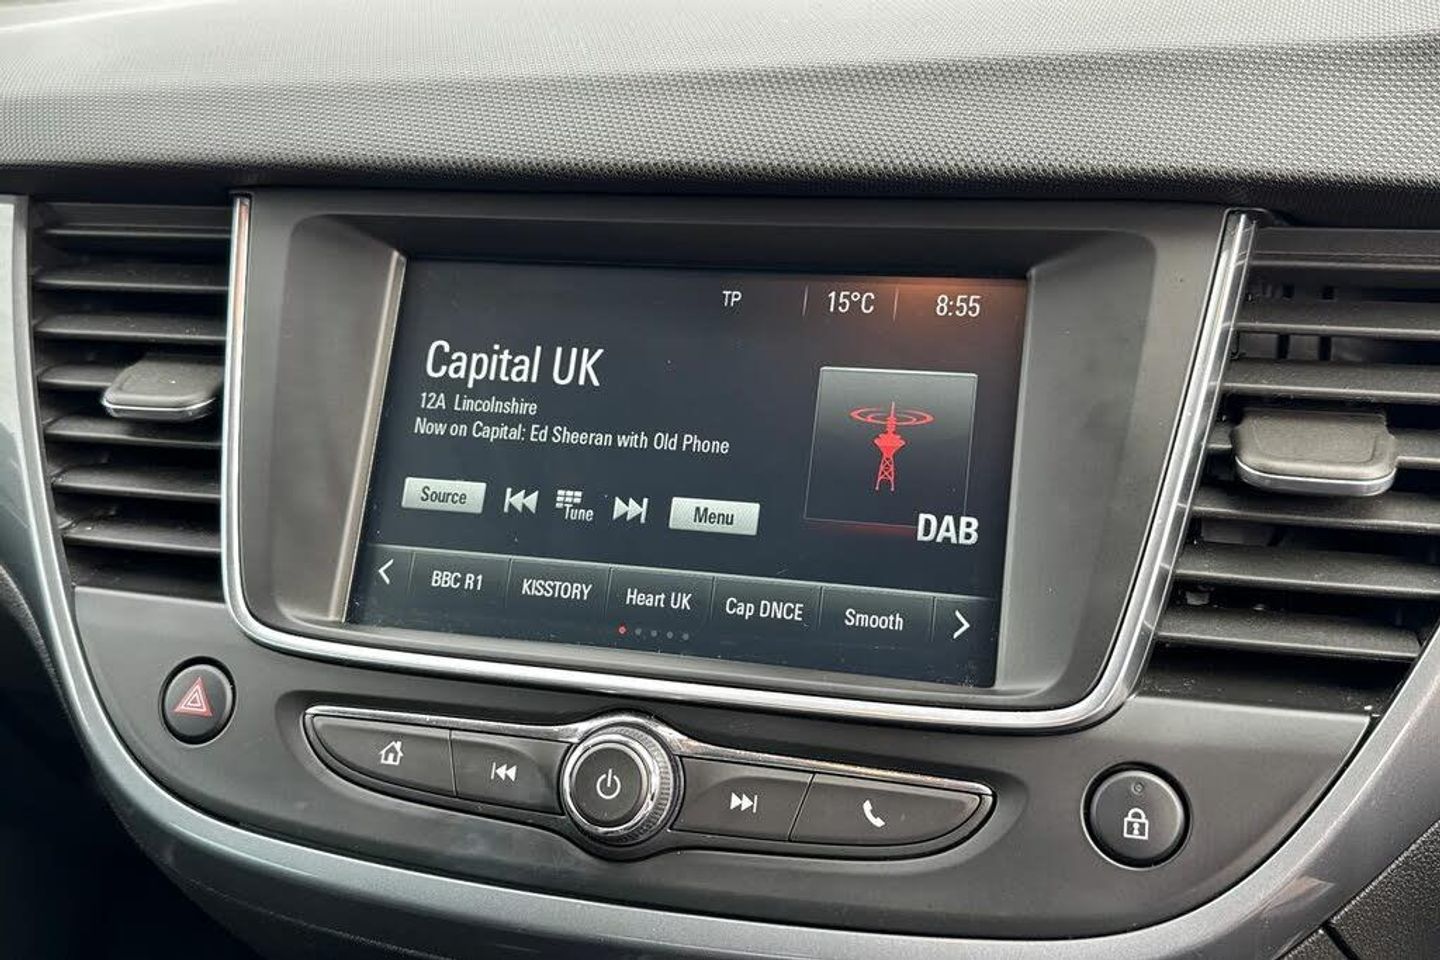 TP 15°C 8:55
Capital UK
12A Lincolnshire
Now on Capital: Ed Sheeran with Old Phone
Source Tune Menu
DAB
BBC R1 KISSTORY Heart UK Cap DNCE Smooth